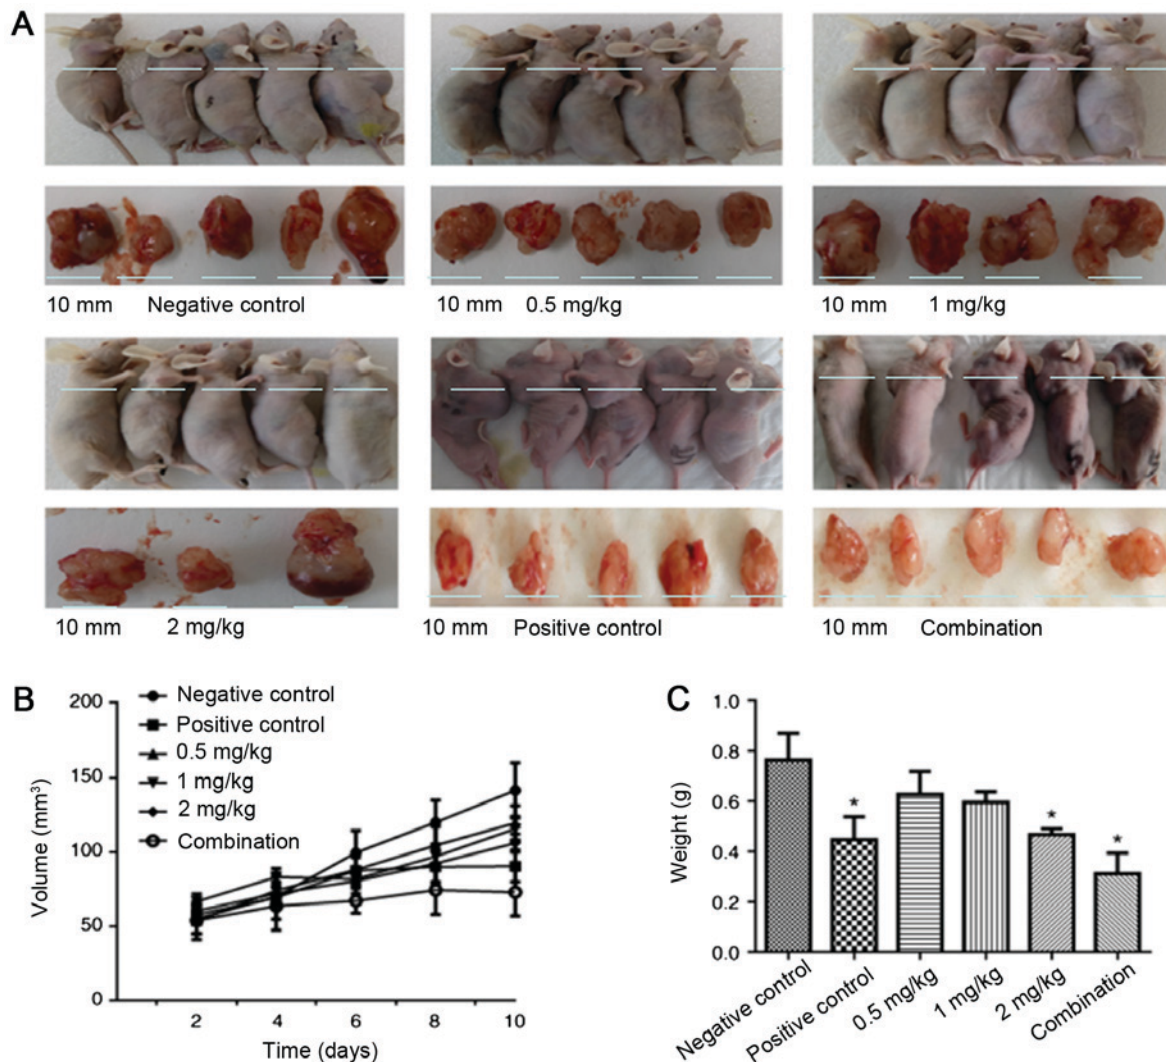 A
10 mm Negative control
10 mm 0.5 mg/kg
10 mm 1 mg/kg
10 mm 2 mg/kg
10 mm Positive control
10 mm Combination
B
Negative control
Positive control
0.5 mg/kg
1 mg/kg
2 mg/kg
Combination
Volume (mm³)
200
150
100
50
0
2 4 6 8 10
Time (days)
C
Weight (g)
1.0
0.8
0.6
0.4
0.2
0.0
* * *
Negative control
Positive control
0.5 mg/kg
1 mg/kg
2 mg/kg
Combination